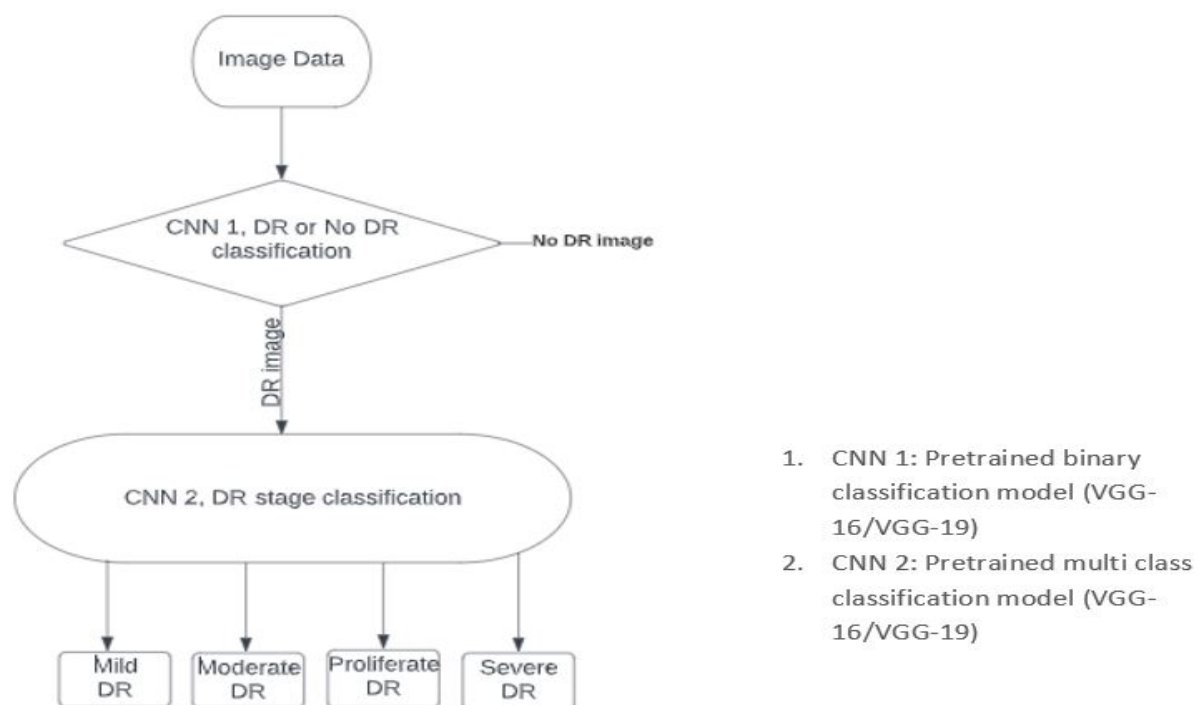 Image Data
CNN 1, DR or No DR
classification
No DR image
DR image
CNN 2, DR stage classification
Mild
DR
Moderate
DR
Proliferate
DR
Severe
DR
1. CNN 1: Pretrained binary
classification model (VGG-
16/VGG-19)
2. CNN 2: Pretrained multi class
classification model (VGG-
16/VGG-19)